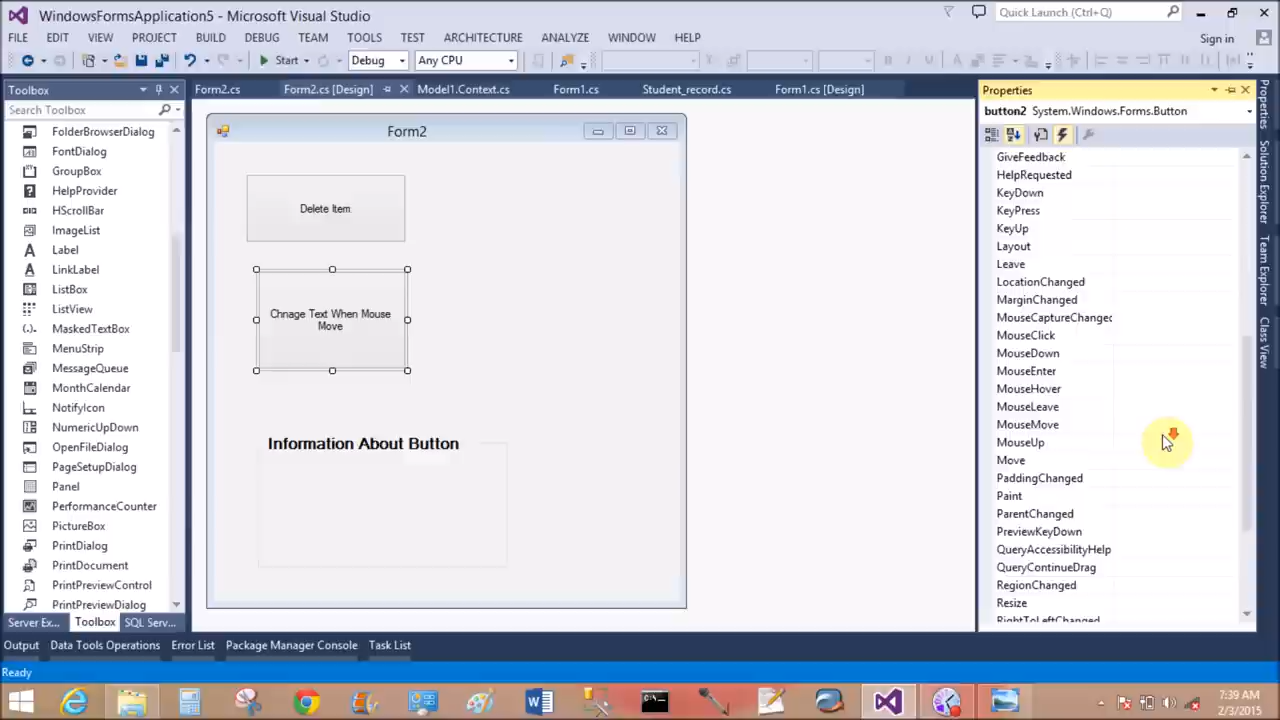 WindowsFormsApplication5 - Microsoft Visual Studio
Quick Launch (Ctrl+Q)
FILE EDIT VIEW PROJECT BUILD DEBUG TEAM TOOLS TEST ARCHITECTURE ANALYZE WINDOW HELP
Sign in
Start Debug Any CPU
Toolbox
Search Toolbox
FolderBrowserDialog
FontDialog
GroupBox
HelpProvider
HScrollBar
ImageList
Label
LinkLabel
ListBox
ListView
MaskedTextBox
MenuStrip
MessageQueue
MonthCalendar
NotifyIcon
NumericUpDown
OpenFileDialog
PageSetupDialog
Panel
PerformanceCounter
PictureBox
PrintDialog
PrintDocument
PrintPreviewControl
PrintPreviewDialog
Server Ex... Toolbox SQL Serv...
Form2.cs Form2.cs [Design] Model1.Context.cs Form1.cs Student_record.cs Form1.cs [Design]
Form2
Delete item
Chnage Text When Mouse
Move
Information About Button
Properties
button2 System.Windows.Forms.Button
GiveFeedback
HelpRequested
KeyDown
KeyPress
KeyUp
Layout
Leave
LocationChanged
MarginChanged
MouseCaptureChanged
MouseClick
MouseDown
MouseEnter
MouseHover
MouseLeave
MouseMove
MouseUp
Move
PaddingChanged
Paint
ParentChanged
PreviewKeyDown
QueryAccessibilityHelp
QueryContinueDrag
RegionChanged
Resize
RightToLeftChanged
Properties
Solution Explorer
Team Explorer
Class View
Output Data Tools Operations Error List Package Manager Console Task List
Ready
7:39 AM
2/3/2015